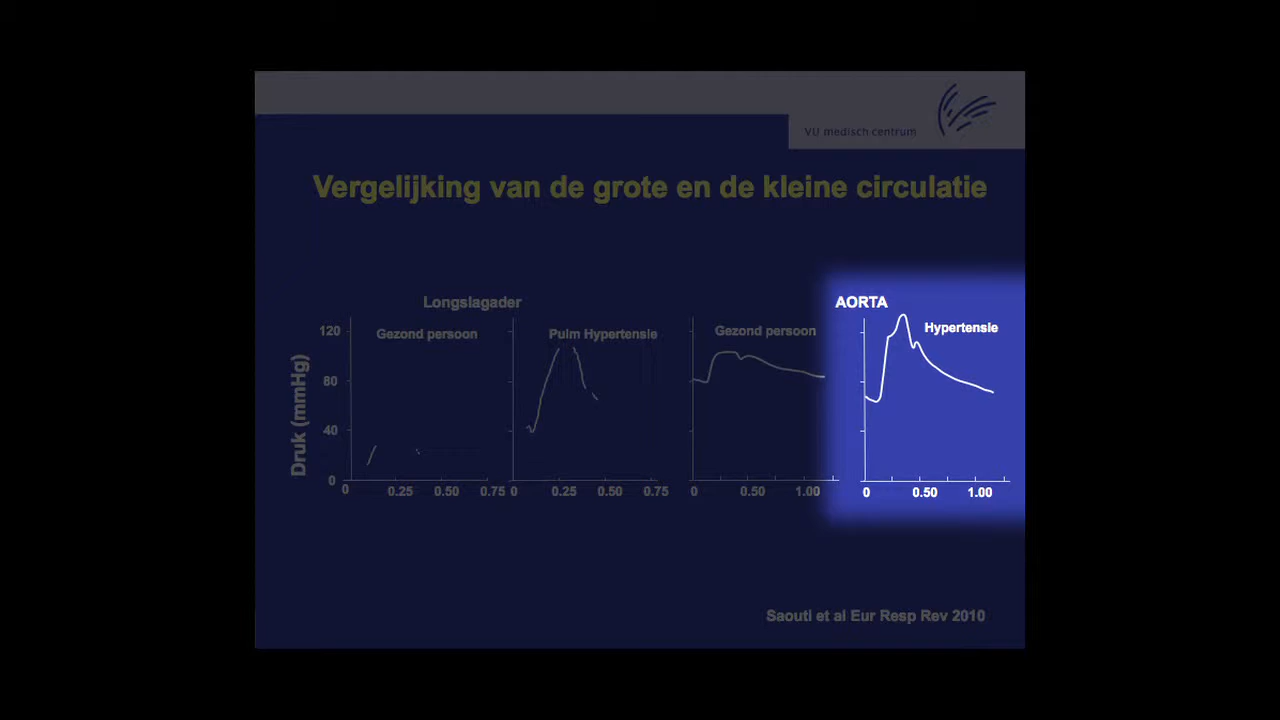 VU medisch centrum
Vergelijking van de grote en de kleine circulatie
Longslagader
AORTA
Gezond persoon
Pulm Hypertensie
Gezond persoon
Hypertensie
Druk (mmHg)
120
80
40
0
0 0.25 0.50 0.75
0 0.25 0.50 0.75
0 0.50 1.00
0 0.50 1.00
Saouti et al Eur Resp Rev 2010